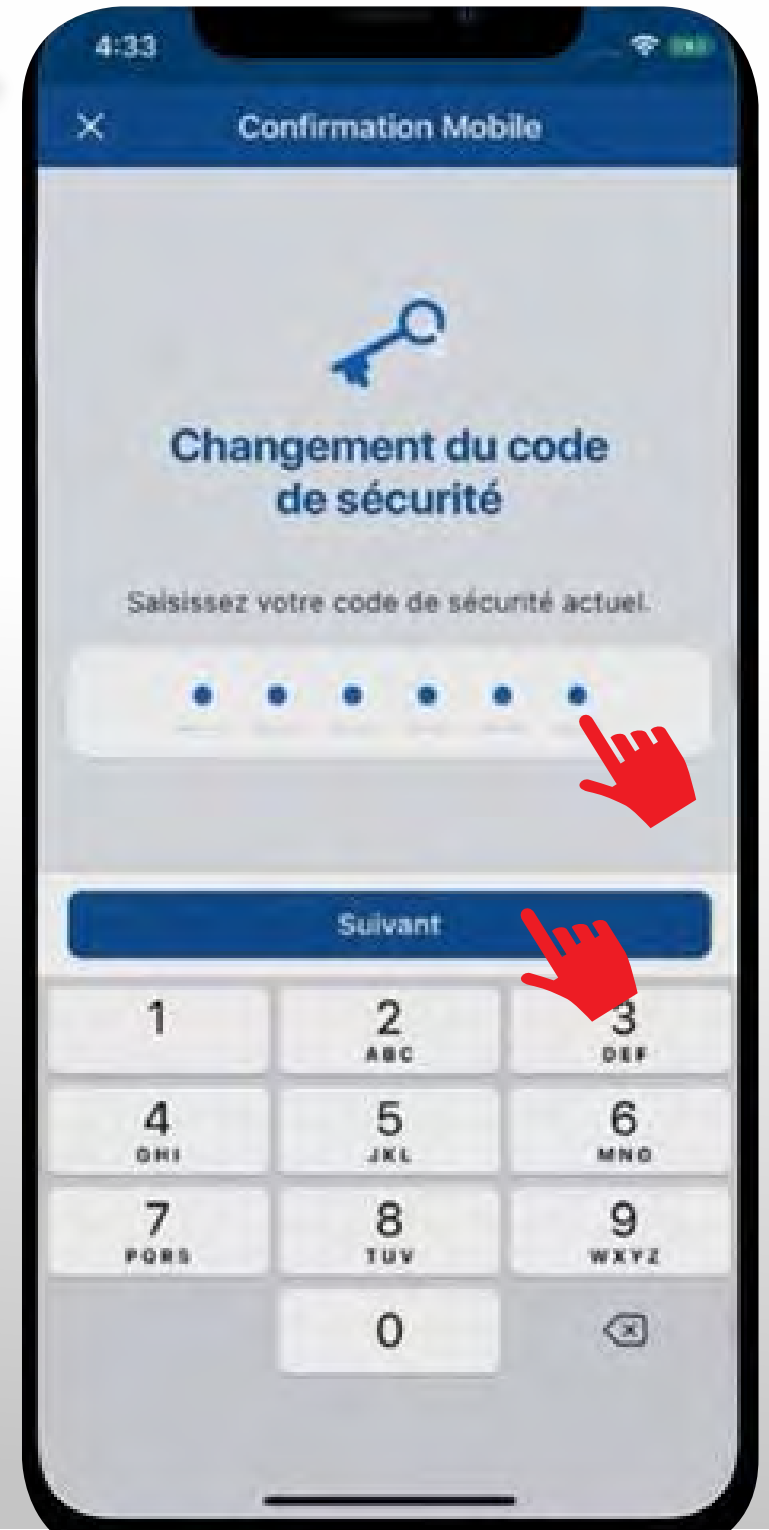 4:33
Confirmation Mobile
Changement du code
de sécurité
Saisissez votre code de sécurité actuel.
Suivant
1
2
ABC
3
DEF
4
GHI
5
JKL
6
MNO
7
PQRS
8
TUV
9
WXYZ
0